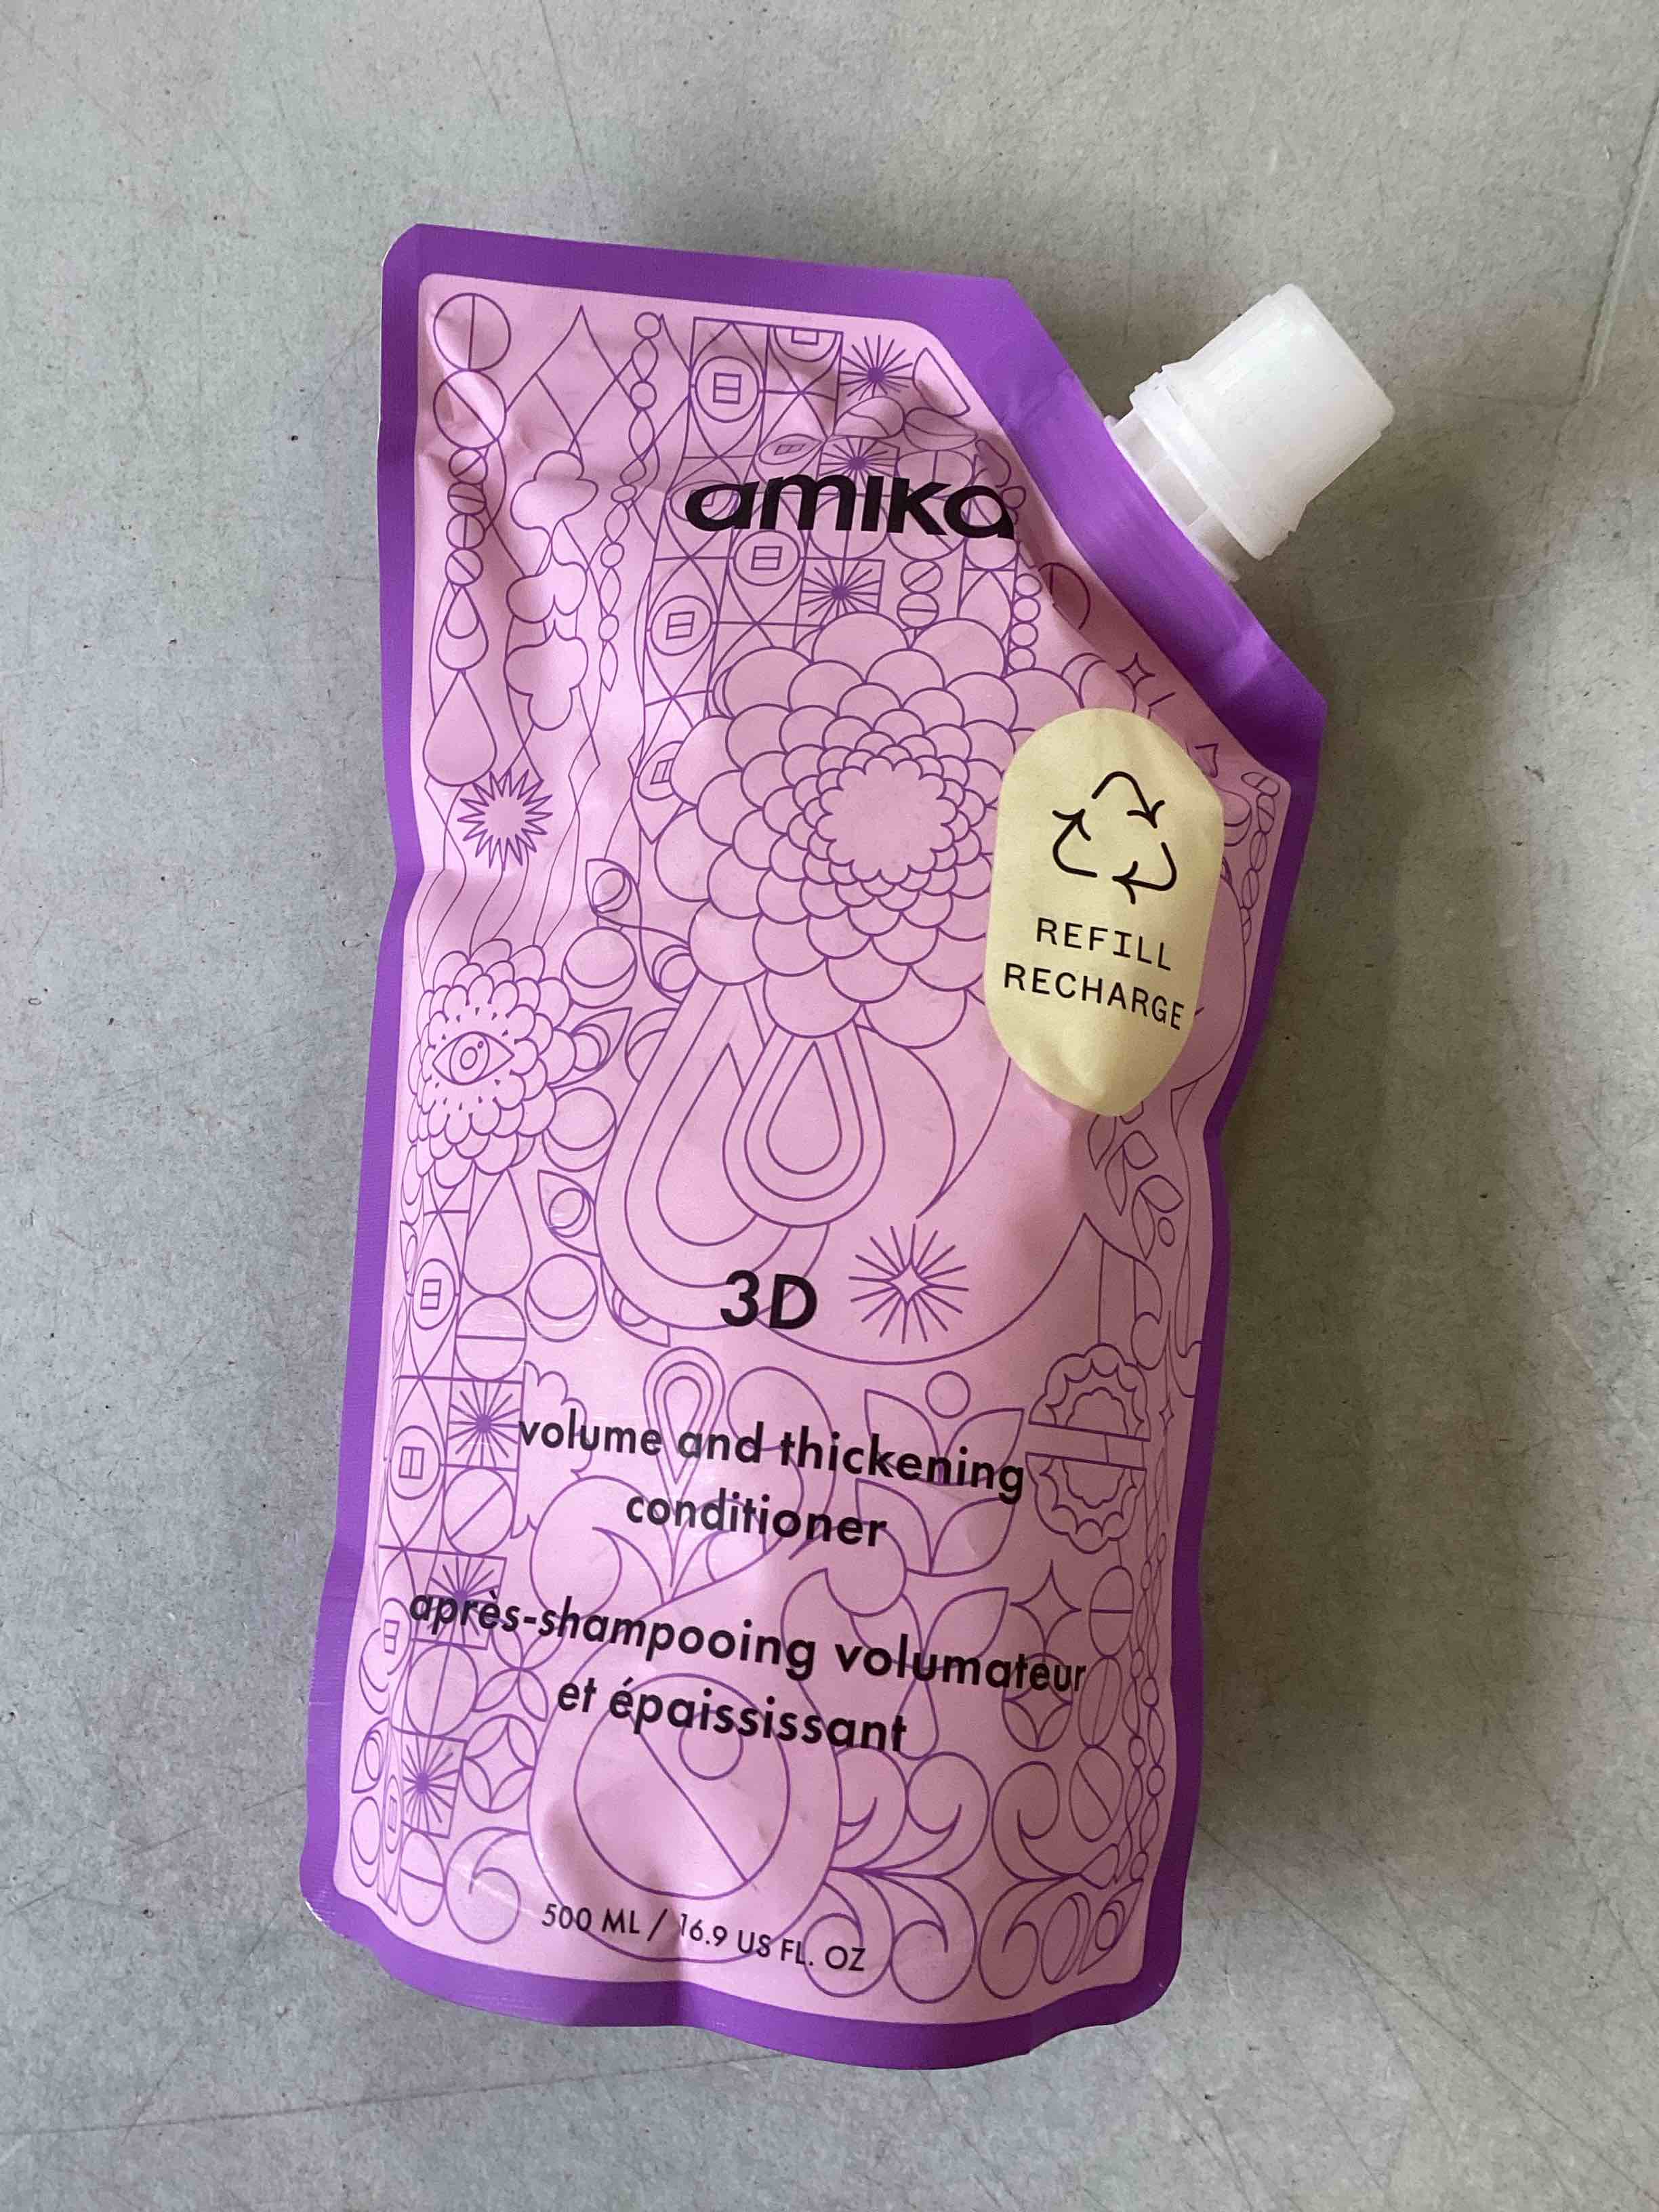 amika
REFILL
RECHARGE
3D
volume and thickening
conditioner
après-shampooing volumateur
et épaississant
500 ML / 16.9 US FL. OZ